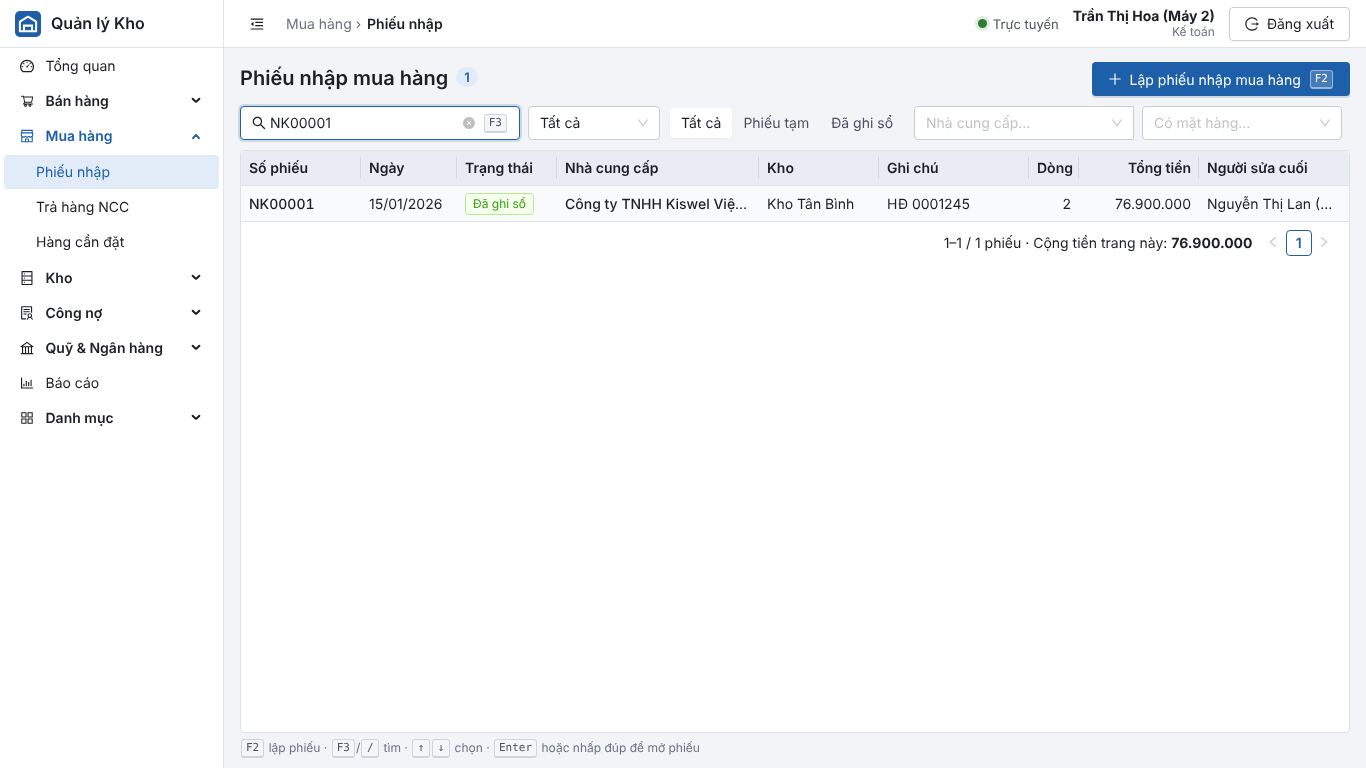 Quản lý Kho
Mua hàng › Phiếu nhập
Trực tuyến
Trần Thị Hoa (Máy 2)
Kế toán
Đăng xuất
Tổng quan
Bán hàng
Mua hàng
Phiếu nhập
Trả hàng NCC
Hàng cần đặt
Kho
Công nợ
Quỹ & Ngân hàng
Báo cáo
Danh mục
Phiếu nhập mua hàng 1
Lập phiếu nhập mua hàng F2
NK00001 F3
Tất cả
Tất cả Phiếu tạm Đã ghi sổ
Nhà cung cấp...
Có mặt hàng...
Số phiếu Ngày Trạng thái Nhà cung cấp Kho Ghi chú Dòng Tổng tiền Người sửa cuối
NK00001 15/01/2026 Đã ghi sổ Công ty TNHH Kiswel Việ... Kho Tân Bình HĐ 0001245 2 76.900.000 Nguyễn Thị Lan (...
1–1 / 1 phiếu · Cộng tiền trang này: 76.900.000 1
F2 lập phiếu · F3 / / tìm · ↑ ↓ chọn · Enter hoặc nhấp đúp để mở phiếu